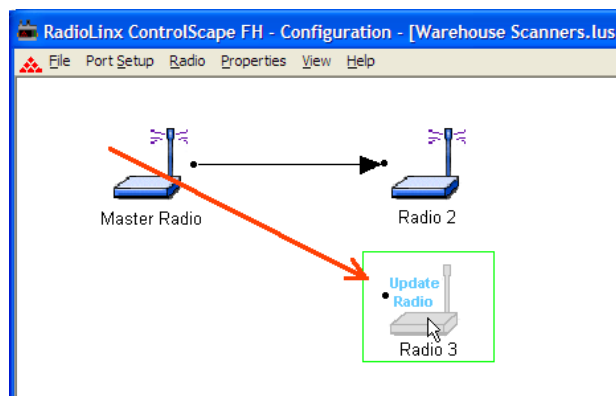 RadioLinx ControlScape FH - Configuration - [Warehouse Scanners.lus
File Port Setup Radio Properties View Help
Master Radio
Radio 2
Update
Radio
Radio 3